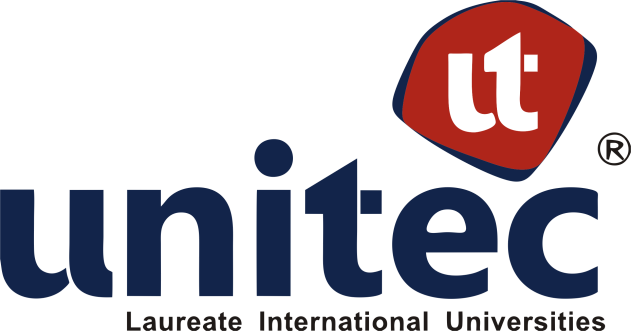 ut
®
unitec
Laureate International Universities